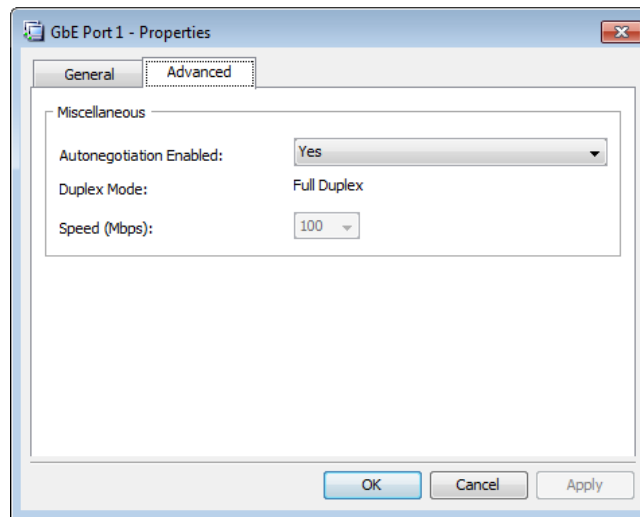 GbE Port 1 - Properties
General
Advanced
Miscellaneous
Autonegotiation Enabled: Yes
Duplex Mode: Full Duplex
Speed (Mbps): 100
OK Cancel Apply